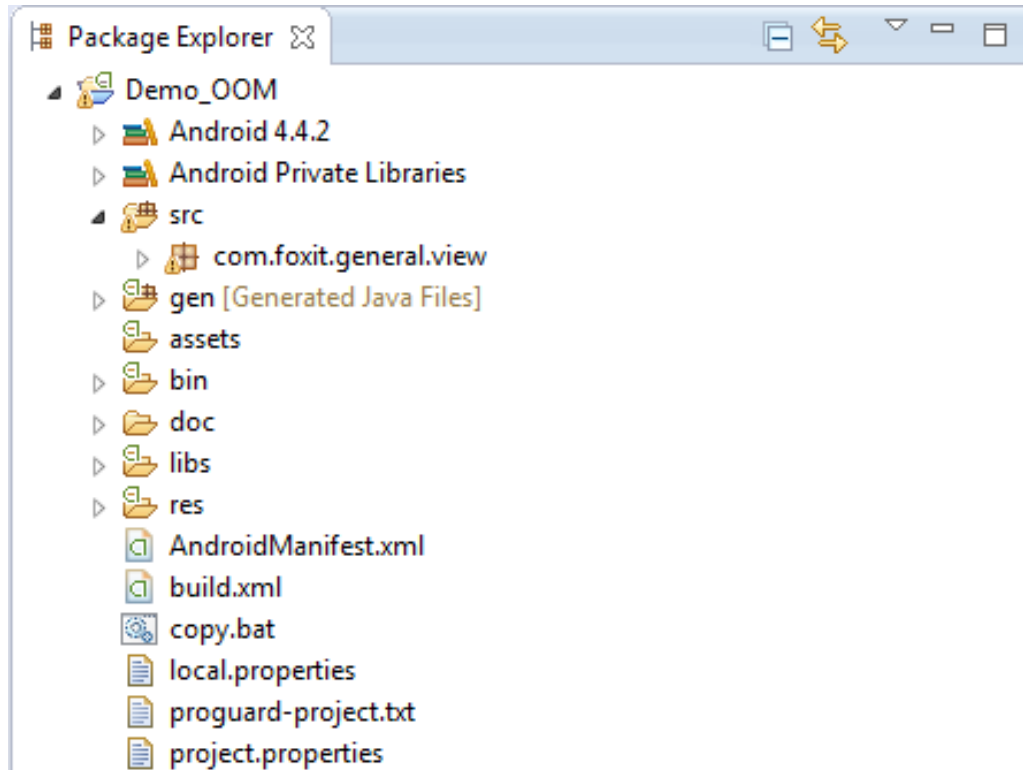 Package Explorer
Demo_OOM
Android 4.4.2
Android Private Libraries
src
com.foxit.general.view
gen [Generated Java Files]
assets
bin
doc
libs
res
AndroidManifest.xml
build.xml
copy.bat
local.properties
proguard-project.txt
project.properties